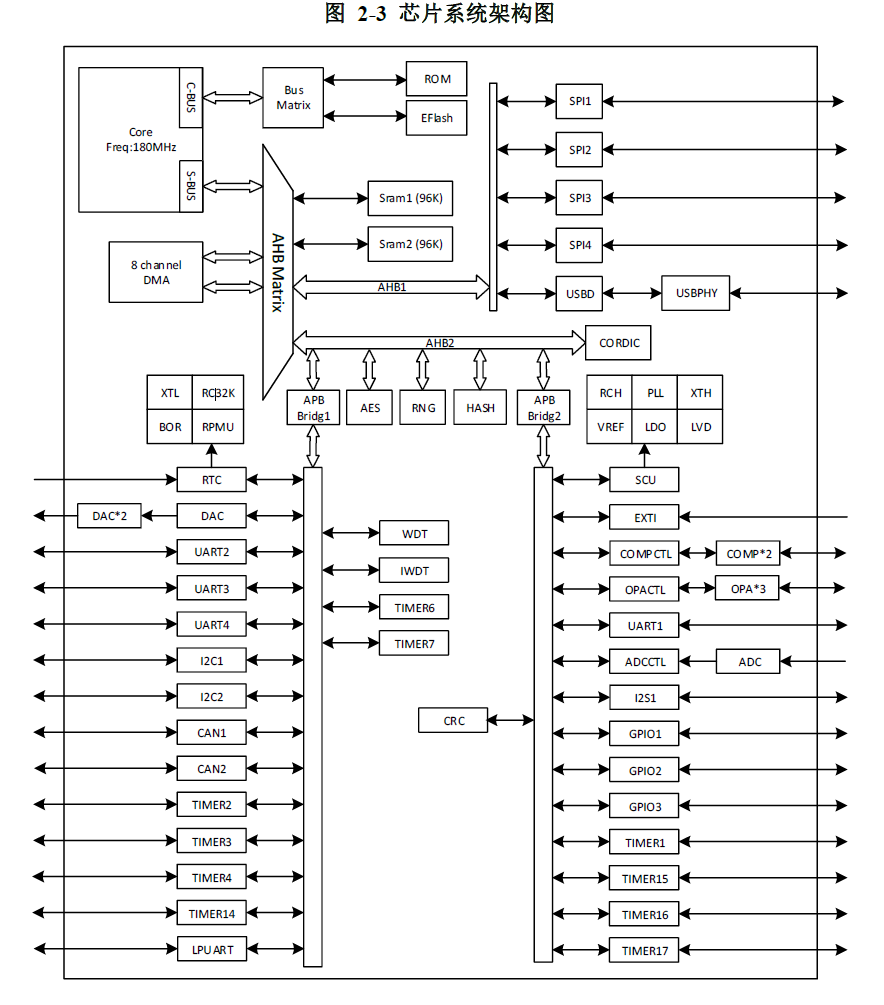 图 2-3 芯片系统架构图
Core
Freq:180MHz
C-BUS
S-BUS
Bus
Matrix
ROM
EFlash
8 channel
DMA
AHB Matrix
Sram1 (96K)
Sram2 (96K)
AHB1
AHB2
SPI1
SPI2
SPI3
SPI4
USBD
USBPHY
CORDIC
APB
Bridg1
AES
RNG
HASH
APB
Bridg2
XTL
RC32K
BOR
RPMU
RCH
PLL
XTH
VREF
LDO
LVD
RTC
DAC*2
DAC
UART2
UART3
UART4
I2C1
I2C2
CAN1
CAN2
TIMER2
TIMER3
TIMER4
TIMER14
LPUART
WDT
IWDT
TIMER6
TIMER7
CRC
SCU
EXTI
COMPCTL
COMP*2
OPACTL
OPA*3
UART1
ADCCTL
ADC
I2S1
GPIO1
GPIO2
GPIO3
TIMER1
TIMER15
TIMER16
TIMER17